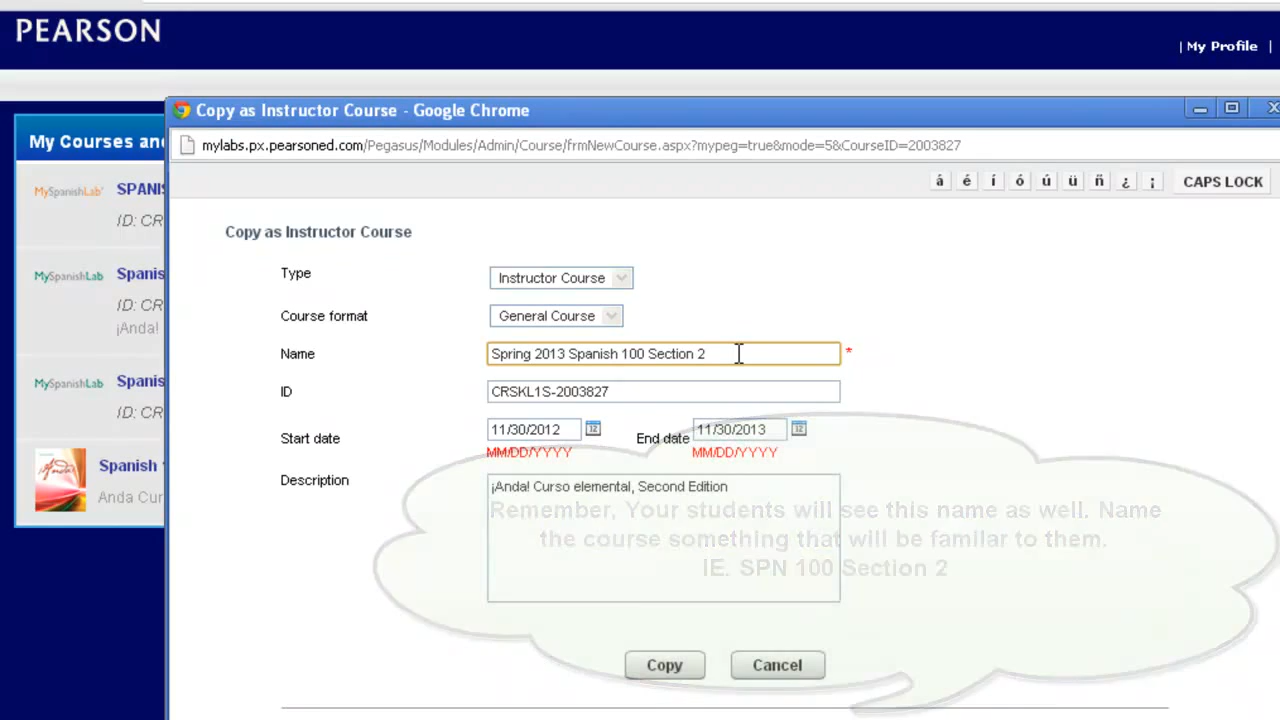 PEARSON
| My Profile |
Copy as Instructor Course - Google Chrome
mylabs.px.pearsoned.com/Pegasus/Modules/Admin/Course/frmNewCourse.aspx?mypeg=true&mode=5&CourseID=2003827
á é í ó ú ü ñ ¿ ¡ CAPS LOCK
My Courses and
MySpanishLab SPANIS
ID: CR
MySpanishLab Spanis
ID: CR
¡Anda!
MySpanishLab Spanis
ID: CR
Anda
Spanish
Anda Cur
Copy as Instructor Course
Type Instructor Course
Course format General Course
Name Spring 2013 Spanish 100 Section 2 *
ID CRSKL1S-2003827
Start date 11/30/2012 End date 11/30/2013
MM/DD/YYYY MM/DD/YYYY
Description ¡Anda! Curso elemental, Second Edition
Remember, Your students will see this name as well. Name
the course something that will be familar to them.
IE. SPN 100 Section 2
Copy Cancel